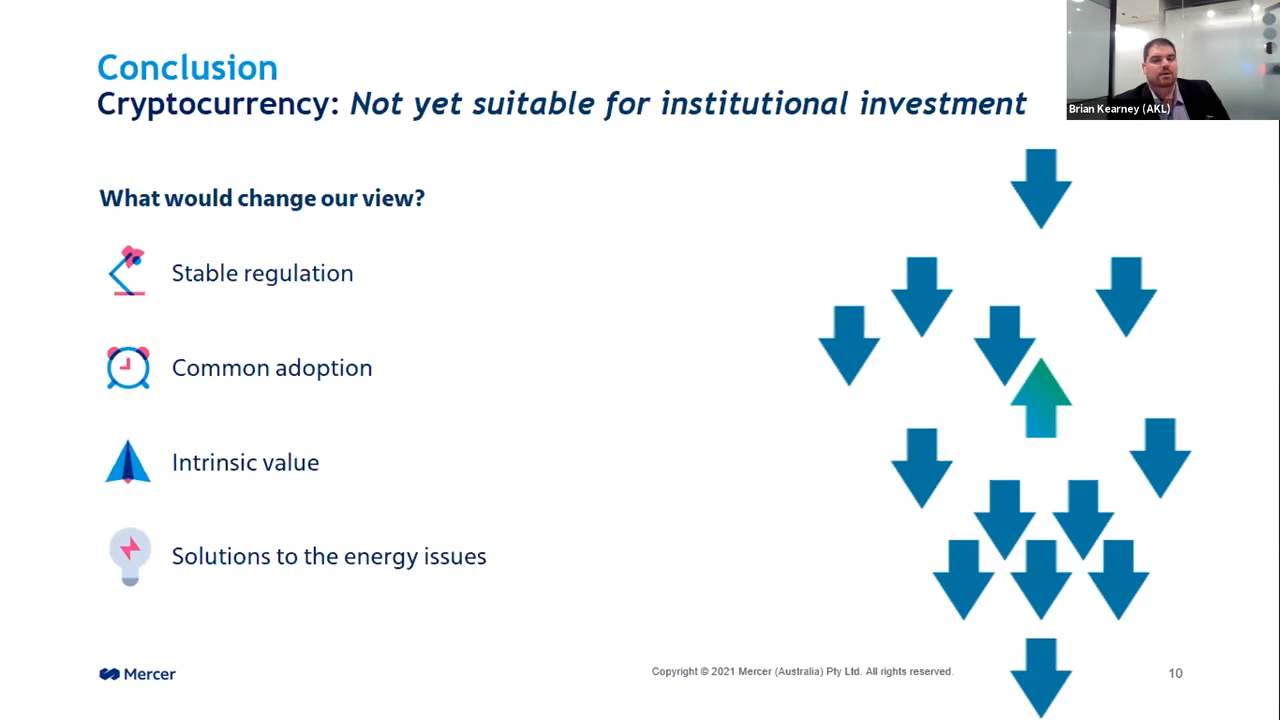 Conclusion
Cryptocurrency: Not yet suitable for institutional investment
Brian Kearney (AKL)
What would change our view?
Stable regulation
Common adoption
Intrinsic value
Solutions to the energy issues
Mercer
Copyright © 2021 Mercer (Australia) Pty Ltd. All rights reserved.
10